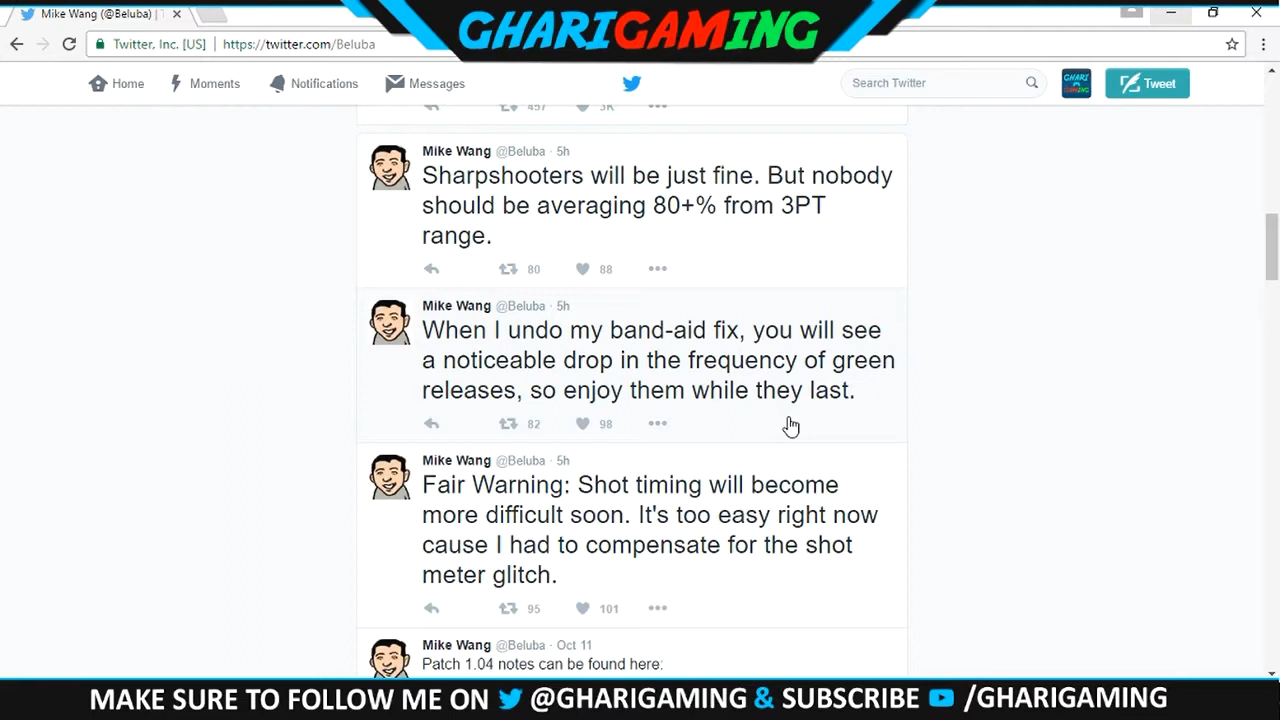 GHARIGAMING
Mike Wang (@Beluba) | T
Twitter, Inc. [US] https://twitter.com/Beluba
Home Moments Notifications Messages Search Twitter Tweet
457 3K
Mike Wang @Beluba · 5h
Sharpshooters will be just fine. But nobody
should be averaging 80+% from 3PT
range.
80 88
Mike Wang @Beluba · 5h
When I undo my band-aid fix, you will see
a noticeable drop in the frequency of green
releases, so enjoy them while they last.
82 98
Mike Wang @Beluba · 5h
Fair Warning: Shot timing will become
more difficult soon. It's too easy right now
cause I had to compensate for the shot
meter glitch.
95 101
Mike Wang @Beluba · Oct 11
Patch 1.04 notes can be found here:
MAKE SURE TO FOLLOW ME ON @GHARIGAMING & SUBSCRIBE /GHARIGAMING